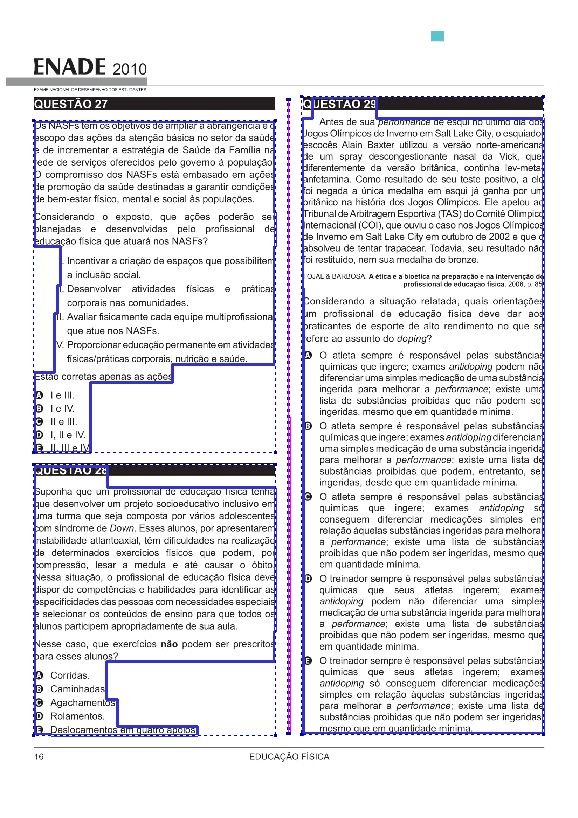 ENADE 2010
EXAME NACIONAL DE DESEMPENHO DOS ESTUDANTES
QUESTÃO 27
Os NASFs têm os objetivos de ampliar a abrangência e o
escopo das ações da atenção básica no setor da saúde
e de incrementar a estratégia de Saúde da Família na
rede de serviços oferecidos pelo governo à população.
O compromisso dos NASFs está embasado em ações
de promoção da saúde destinadas a garantir condições
de bem-estar físico, mental e social às populações.
Considerando o exposto, que ações poderão ser
planejadas e desenvolvidas pelo profissional de
educação física que atuará nos NASFs?
I. Incentivar a criação de espaços que possibilitem
a inclusão social.
II. Desenvolver atividades físicas e práticas
corporais nas comunidades.
III. Avaliar fisicamente cada equipe multiprofissional
que atue nos NASFs.
IV. Proporcionar educação permanente em atividades
físicas/práticas corporais, nutrição e saúde.
Estão corretas apenas as ações
A I e III.
B I e IV.
C II e III.
D I, II e IV.
E II, III e IV.
QUESTÃO 28
Suponha que um profissional de educação física tenha
que desenvolver um projeto socioeducativo inclusivo em
uma turma que seja composta por vários adolescentes
com síndrome de Down. Esses alunos, por apresentarem
instabilidade atlantoaxial, têm dificuldades na realização
de determinados exercícios físicos que podem, por
compressão, lesar a medula e até causar o óbito.
Nessa situação, o profissional de educação física deve
dispor de competências e habilidades para identificar as
especificidades das pessoas com necessidades especiais
e selecionar os conteúdos de ensino para que todos os
alunos participem apropriadamente de sua aula.
Nesse caso, que exercícios não podem ser prescritos
para esses alunos?
A Corridas.
B Caminhadas.
C Agachamentos.
D Rolamentos.
E Deslocamentos em quatro apoios.
QUESTÃO 29
Antes de sua performance de esqui no último dia dos
Jogos Olímpicos de Inverno em Salt Lake City, o esquiador
escocês Alain Baxter utilizou a versão norte-americana
de um spray descongestionante nasal da Vick, que,
diferentemente da versão britânica, continha lev-meta-
anfetamina. Como resultado de seu teste positivo, a ele
foi negada a única medalha em esqui já ganha por um
britânico na história dos Jogos Olímpicos. Ele apelou ao
Tribunal de Arbitragem Esportiva (TAS) do Comitê Olímpico
Internacional (COI), que ouviu o caso nos Jogos Olímpicos
de Inverno em Salt Lake City em outubro de 2002 e que o
absolveu de tentar trapacear. Todavia, seu resultado não
foi restituído, nem sua medalha de bronze.
TOJAL & BARBOSA. A ética e a bioética na preparação e na intervenção do
profissional de educação física. 2006, p. 85.
Considerando a situação relatada, quais orientações
um profissional de educação física deve dar aos
praticantes de esporte de alto rendimento no que se
refere ao assunto do doping?
A O atleta sempre é responsável pelas substâncias
químicas que ingere; exames antidoping podem não
diferenciar uma simples medicação de uma substância
ingerida para melhorar a performance; existe uma
lista de substâncias proibidas que não podem ser
ingeridas, mesmo que em quantidade mínima.
B O atleta sempre é responsável pelas substâncias
químicas que ingere; exames antidoping diferenciam
uma simples medicação de uma substância ingerida
para melhorar a performance; existe uma lista de
substâncias proibidas que podem, entretanto, ser
ingeridas, desde que em quantidade mínima.
C O atleta sempre é responsável pelas substâncias
químicas que ingere; exames antidoping só
conseguem diferenciar medicações simples em
relação àquelas substâncias ingeridas para melhorar
a performance; existe uma lista de substâncias
proibidas que não podem ser ingeridas, mesmo que
em quantidade mínima.
D O treinador sempre é responsável pelas substâncias
químicas que seus atletas ingerem; exames
antidoping podem não diferenciar uma simples
medicação de uma substância ingerida para melhorar
a performance; existe uma lista de substâncias
proibidas que não podem ser ingeridas, mesmo que
em quantidade mínima.
E O treinador sempre é responsável pelas substâncias
químicas que seus atletas ingerem; exames
antidoping só conseguem diferenciar medicações
simples em relação àquelas substâncias ingeridas
para melhorar a performance; existe uma lista de
substâncias proibidas que não podem ser ingeridas,
mesmo que em quantidade mínima.
16
EDUCAÇÃO FÍSICA